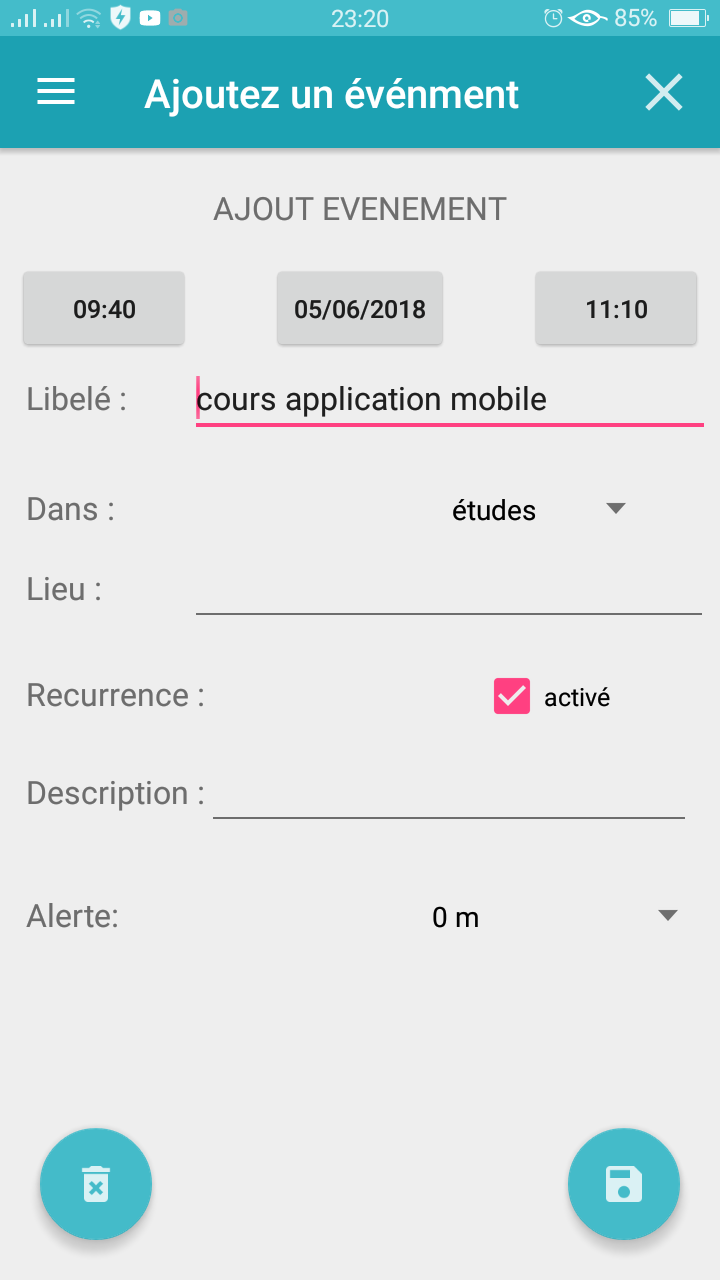 23:20 85%
Ajoutez un événment
AJOUT EVENEMENT
09:40 05/06/2018 11:10
Libelé : cours application mobile
Dans : études
Lieu :
Recurrence : activé
Description :
Alerte: 0 m